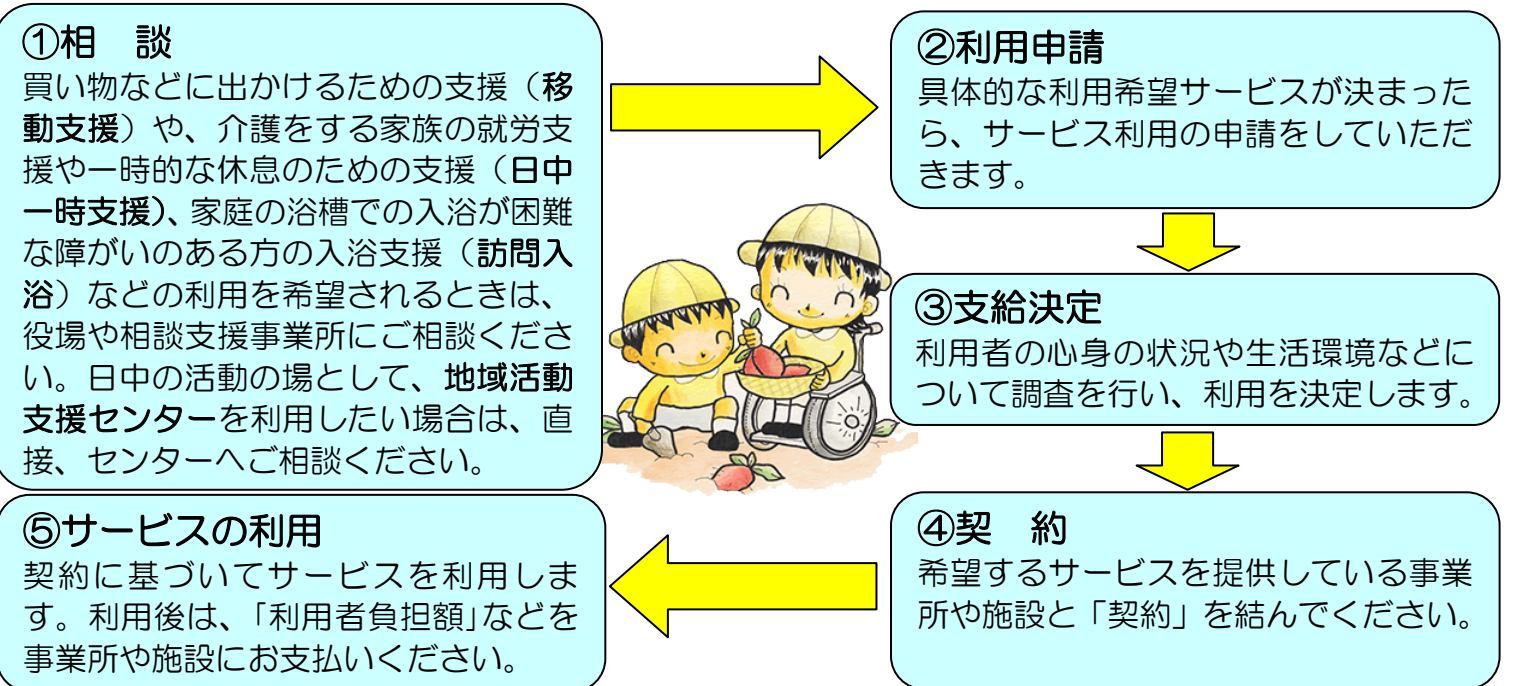 ①相　談
買い物などに出かけるための支援（移
動支援）や、介護をする家族の就労支
援や一時的な休息のための支援（日中
一時支援）、家庭の浴槽での入浴が困難
な障がいのある方の入浴支援（訪問入
浴）などの利用を希望されるときは、
役場や相談支援事業所にご相談くださ
い。日中の活動の場として、地域活動
支援センターを利用したい場合は、直
接、センターへご相談ください。
②利用申請
具体的な利用希望サービスが決まった
ら、サービス利用の申請をしていただ
きます。
③支給決定
利用者の心身の状況や生活環境などに
ついて調査を行い、利用を決定します。
④契　約
希望するサービスを提供している事業
所や施設と「契約」を結んでください。
⑤サービスの利用
契約に基づいてサービスを利用しま
す。利用後は、「利用者負担額」などを
事業所や施設にお支払いください。